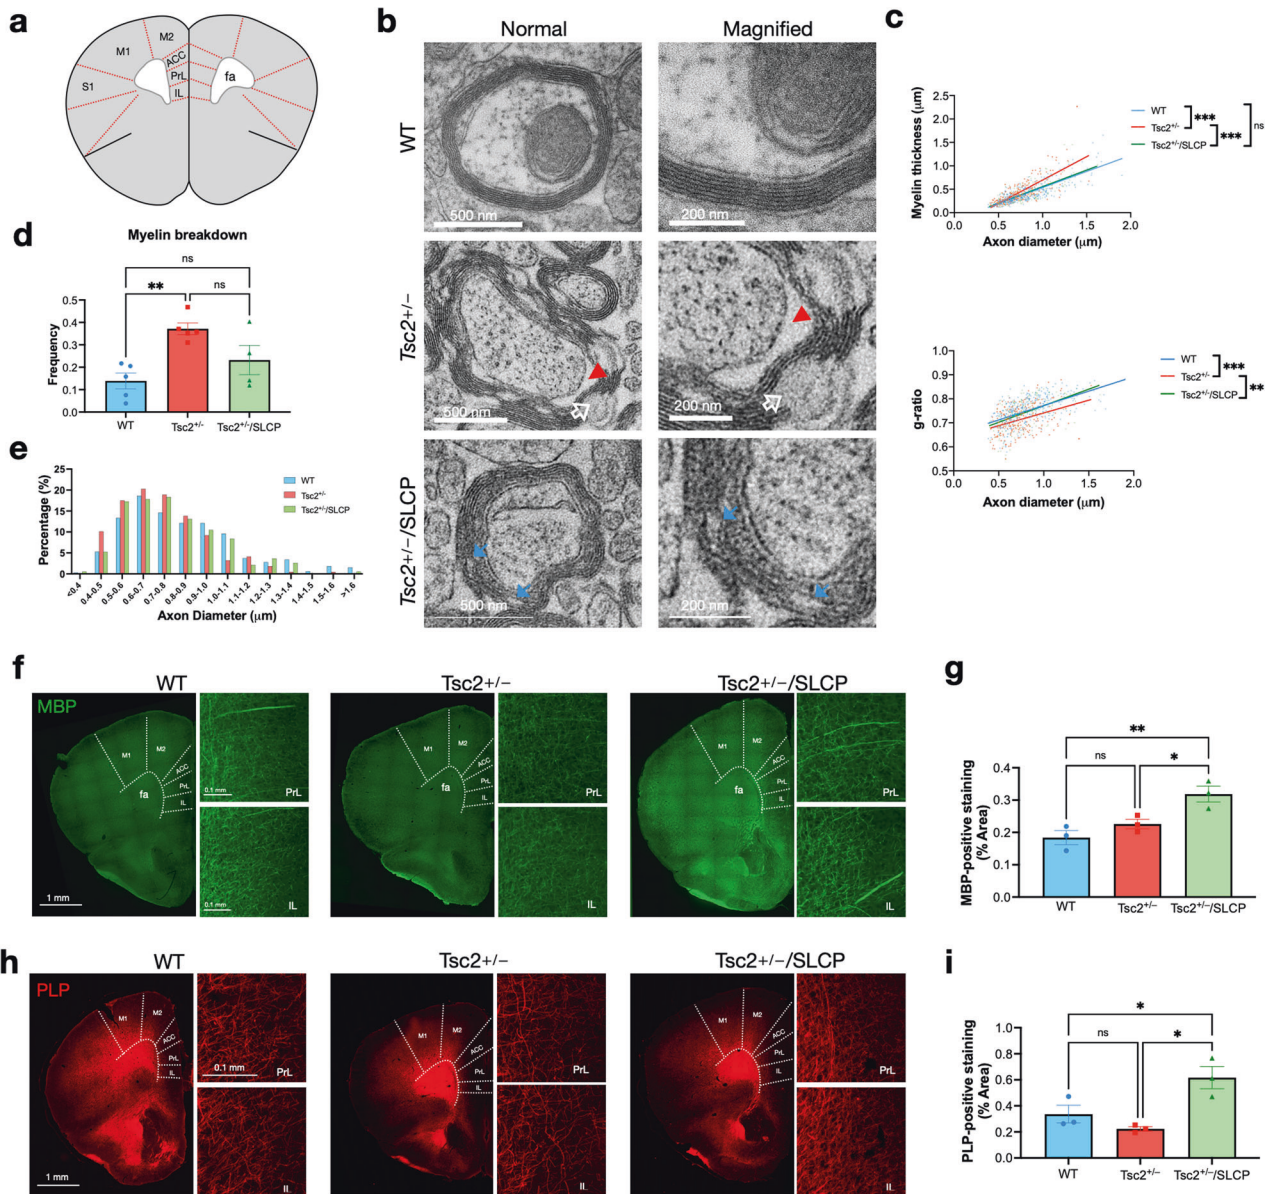 a
M1
M2
ACC
PrL
IL
S1
fa
b
Normal
Magnified
WT
500 nm
200 nm
Tsc2+/−
500 nm
200 nm
Tsc2+/−/SLCP
500 nm
200 nm
c
Myelin thickness (μm)
2.5
2.0
1.5
1.0
0.5
0.0
0.0
0.5
1.0
1.5
2.0
Axon diameter (μm)
WT
Tsc2+/-
Tsc2+/-/SLCP
***
***
ns
g-ratio
1.0
0.9
0.8
0.7
0.6
0.5
0.0
0.5
1.0
1.5
2.0
Axon diameter (μm)
WT
Tsc2+/-
Tsc2+/-/SLCP
***
**
d
Myelin breakdown
ns
**
ns
Frequency
0.5
0.4
0.3
0.2
0.1
0.0
WT
Tsc2+/-
Tsc2+/-/SLCP
e
Percentage (%)
25
20
15
10
5
0
WT
Tsc2+/-
Tsc2+/-/SLCP
<0.4
0.4-0.5
0.5-0.6
0.6-0.7
0.7-0.8
0.8-0.9
0.9-1.0
1.0-1.1
1.1-1.2
1.2-1.3
1.3-1.4
1.4-1.5
1.5-1.6
>1.6
Axon Diameter (μm)
f
WT
Tsc2+/−
Tsc2+/−/SLCP
MBP
M1
M2
ACC
PrL
IL
fa
1 mm
0.1 mm
PrL
0.1 mm
IL
M1
M2
ACC
PrL
IL
fa
PrL
IL
M1
M2
ACC
PrL
IL
fa
PrL
IL
g
**
ns
*
MBP-positive staining
(% Area)
0.4
0.3
0.2
0.1
0.0
WT
Tsc2+/-
Tsc2+/-/SLCP
h
WT
Tsc2+/−
Tsc2+/−/SLCP
PLP
M1
M2
ACC
PrL
IL
1 mm
0.1 mm
PrL
IL
M1
M2
ACC
PrL
IL
PrL
IL
M1
M2
ACC
PrL
IL
PrL
IL
i
*
ns
*
PLP-positive staining
(% Area)
1.0
0.8
0.6
0.4
0.2
0.0
WT
Tsc2+/-
Tsc2+/-/SLCP